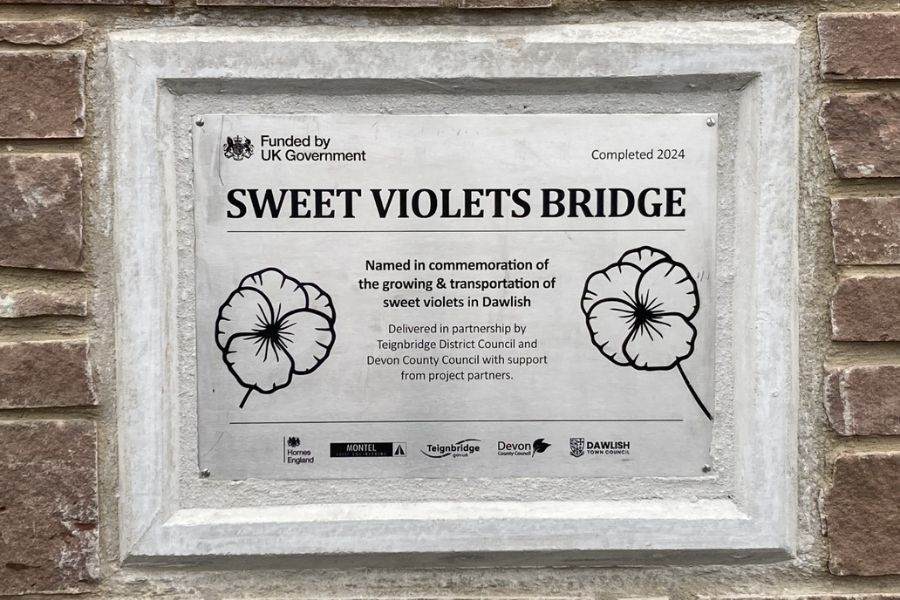 Funded by
UK Government
Completed 2024
SWEET VIOLETS BRIDGE
Named in commemoration of
the growing & transportation of
sweet violets in Dawlish
Delivered in partnership by
Teignbridge District Council and
Devon County Council with support
from project partners.
Homes
England
MONTEL
Teignbridge
gov.uk
Devon
County Council
DAWLISH
TOWN COUNCIL